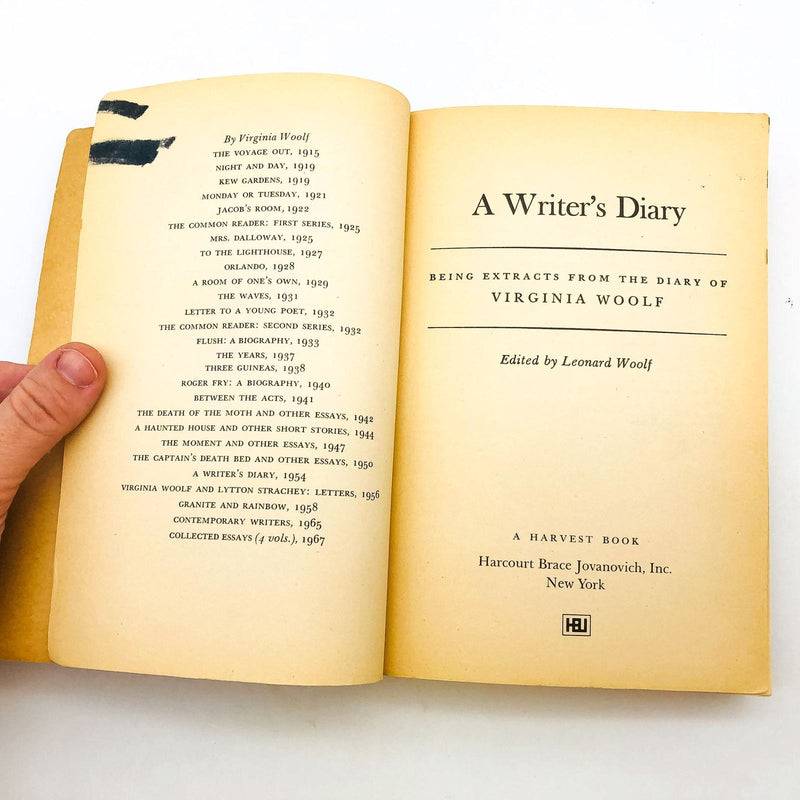 By Virginia Woolf
THE VOYAGE OUT, 1915
NIGHT AND DAY, 1919
KEW GARDENS, 1919
MONDAY OR TUESDAY, 1921
JACOB'S ROOM, 1922
THE COMMON READER: FIRST SERIES, 1925
MRS. DALLOWAY, 1925
TO THE LIGHTHOUSE, 1927
ORLANDO, 1928
A ROOM OF ONE'S OWN, 1929
THE WAVES, 1931
LETTER TO A YOUNG POET, 1932
THE COMMON READER: SECOND SERIES, 1932
FLUSH: A BIOGRAPHY, 1933
THE YEARS, 1937
THREE GUINEAS, 1938
ROGER FRY: A BIOGRAPHY, 1940
BETWEEN THE ACTS, 1941
THE DEATH OF THE MOTH AND OTHER ESSAYS, 1942
A HAUNTED HOUSE AND OTHER SHORT STORIES, 1944
THE MOMENT AND OTHER ESSAYS, 1947
THE CAPTAIN'S DEATH BED AND OTHER ESSAYS, 1950
A WRITER'S DIARY, 1954
VIRGINIA WOOLF AND LYTTON STRACHEY: LETTERS, 1956
GRANITE AND RAINBOW, 1958
CONTEMPORARY WRITERS, 1965
COLLECTED ESSAYS (4 vols.), 1967
A Writer's Diary
BEING EXTRACTS FROM THE DIARY OF
VIRGINIA WOOLF
Edited by Leonard Woolf
A HARVEST BOOK
Harcourt Brace Jovanovich, Inc.
New York
HBJ